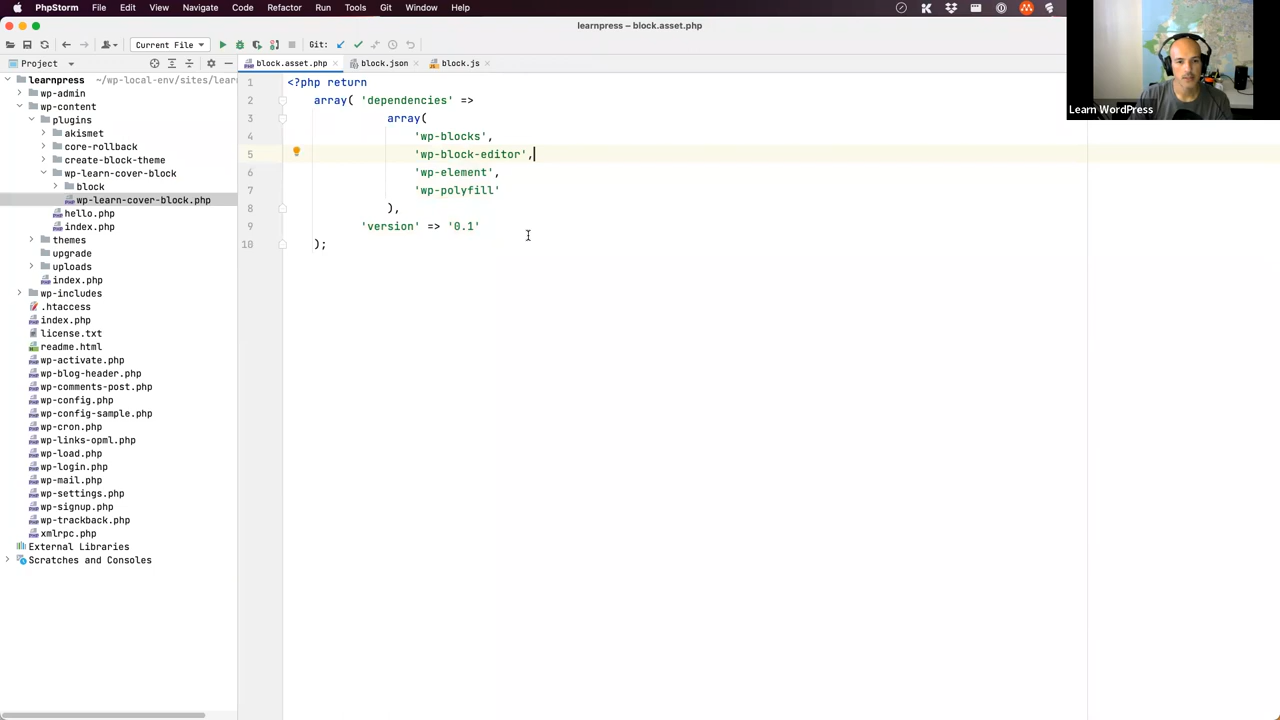 PhpStorm File Edit View Navigate Code Refactor Run Tools Git Window Help
learnpress – block.asset.php
Current File
Git:
Project
block.asset.php
block.json
block.js
learnpress ~/wp-local-env/sites/lear
wp-admin
wp-content
plugins
akismet
core-rollback
create-block-theme
wp-learn-cover-block
block
wp-learn-cover-block.php
hello.php
index.php
themes
upgrade
uploads
index.php
wp-includes
.htaccess
index.php
license.txt
readme.html
wp-activate.php
wp-blog-header.php
wp-comments-post.php
wp-config.php
wp-config-sample.php
wp-cron.php
wp-links-opml.php
wp-load.php
wp-login.php
wp-mail.php
wp-settings.php
wp-signup.php
wp-trackback.php
xmlrpc.php
External Libraries
Scratches and Consoles
1 <?php return
2 array( 'dependencies' =>
3 array(
4 'wp-blocks',
5 'wp-block-editor',
6 'wp-element',
7 'wp-polyfill'
8 ),
9 'version' => '0.1'
10 );
Learn WordPress